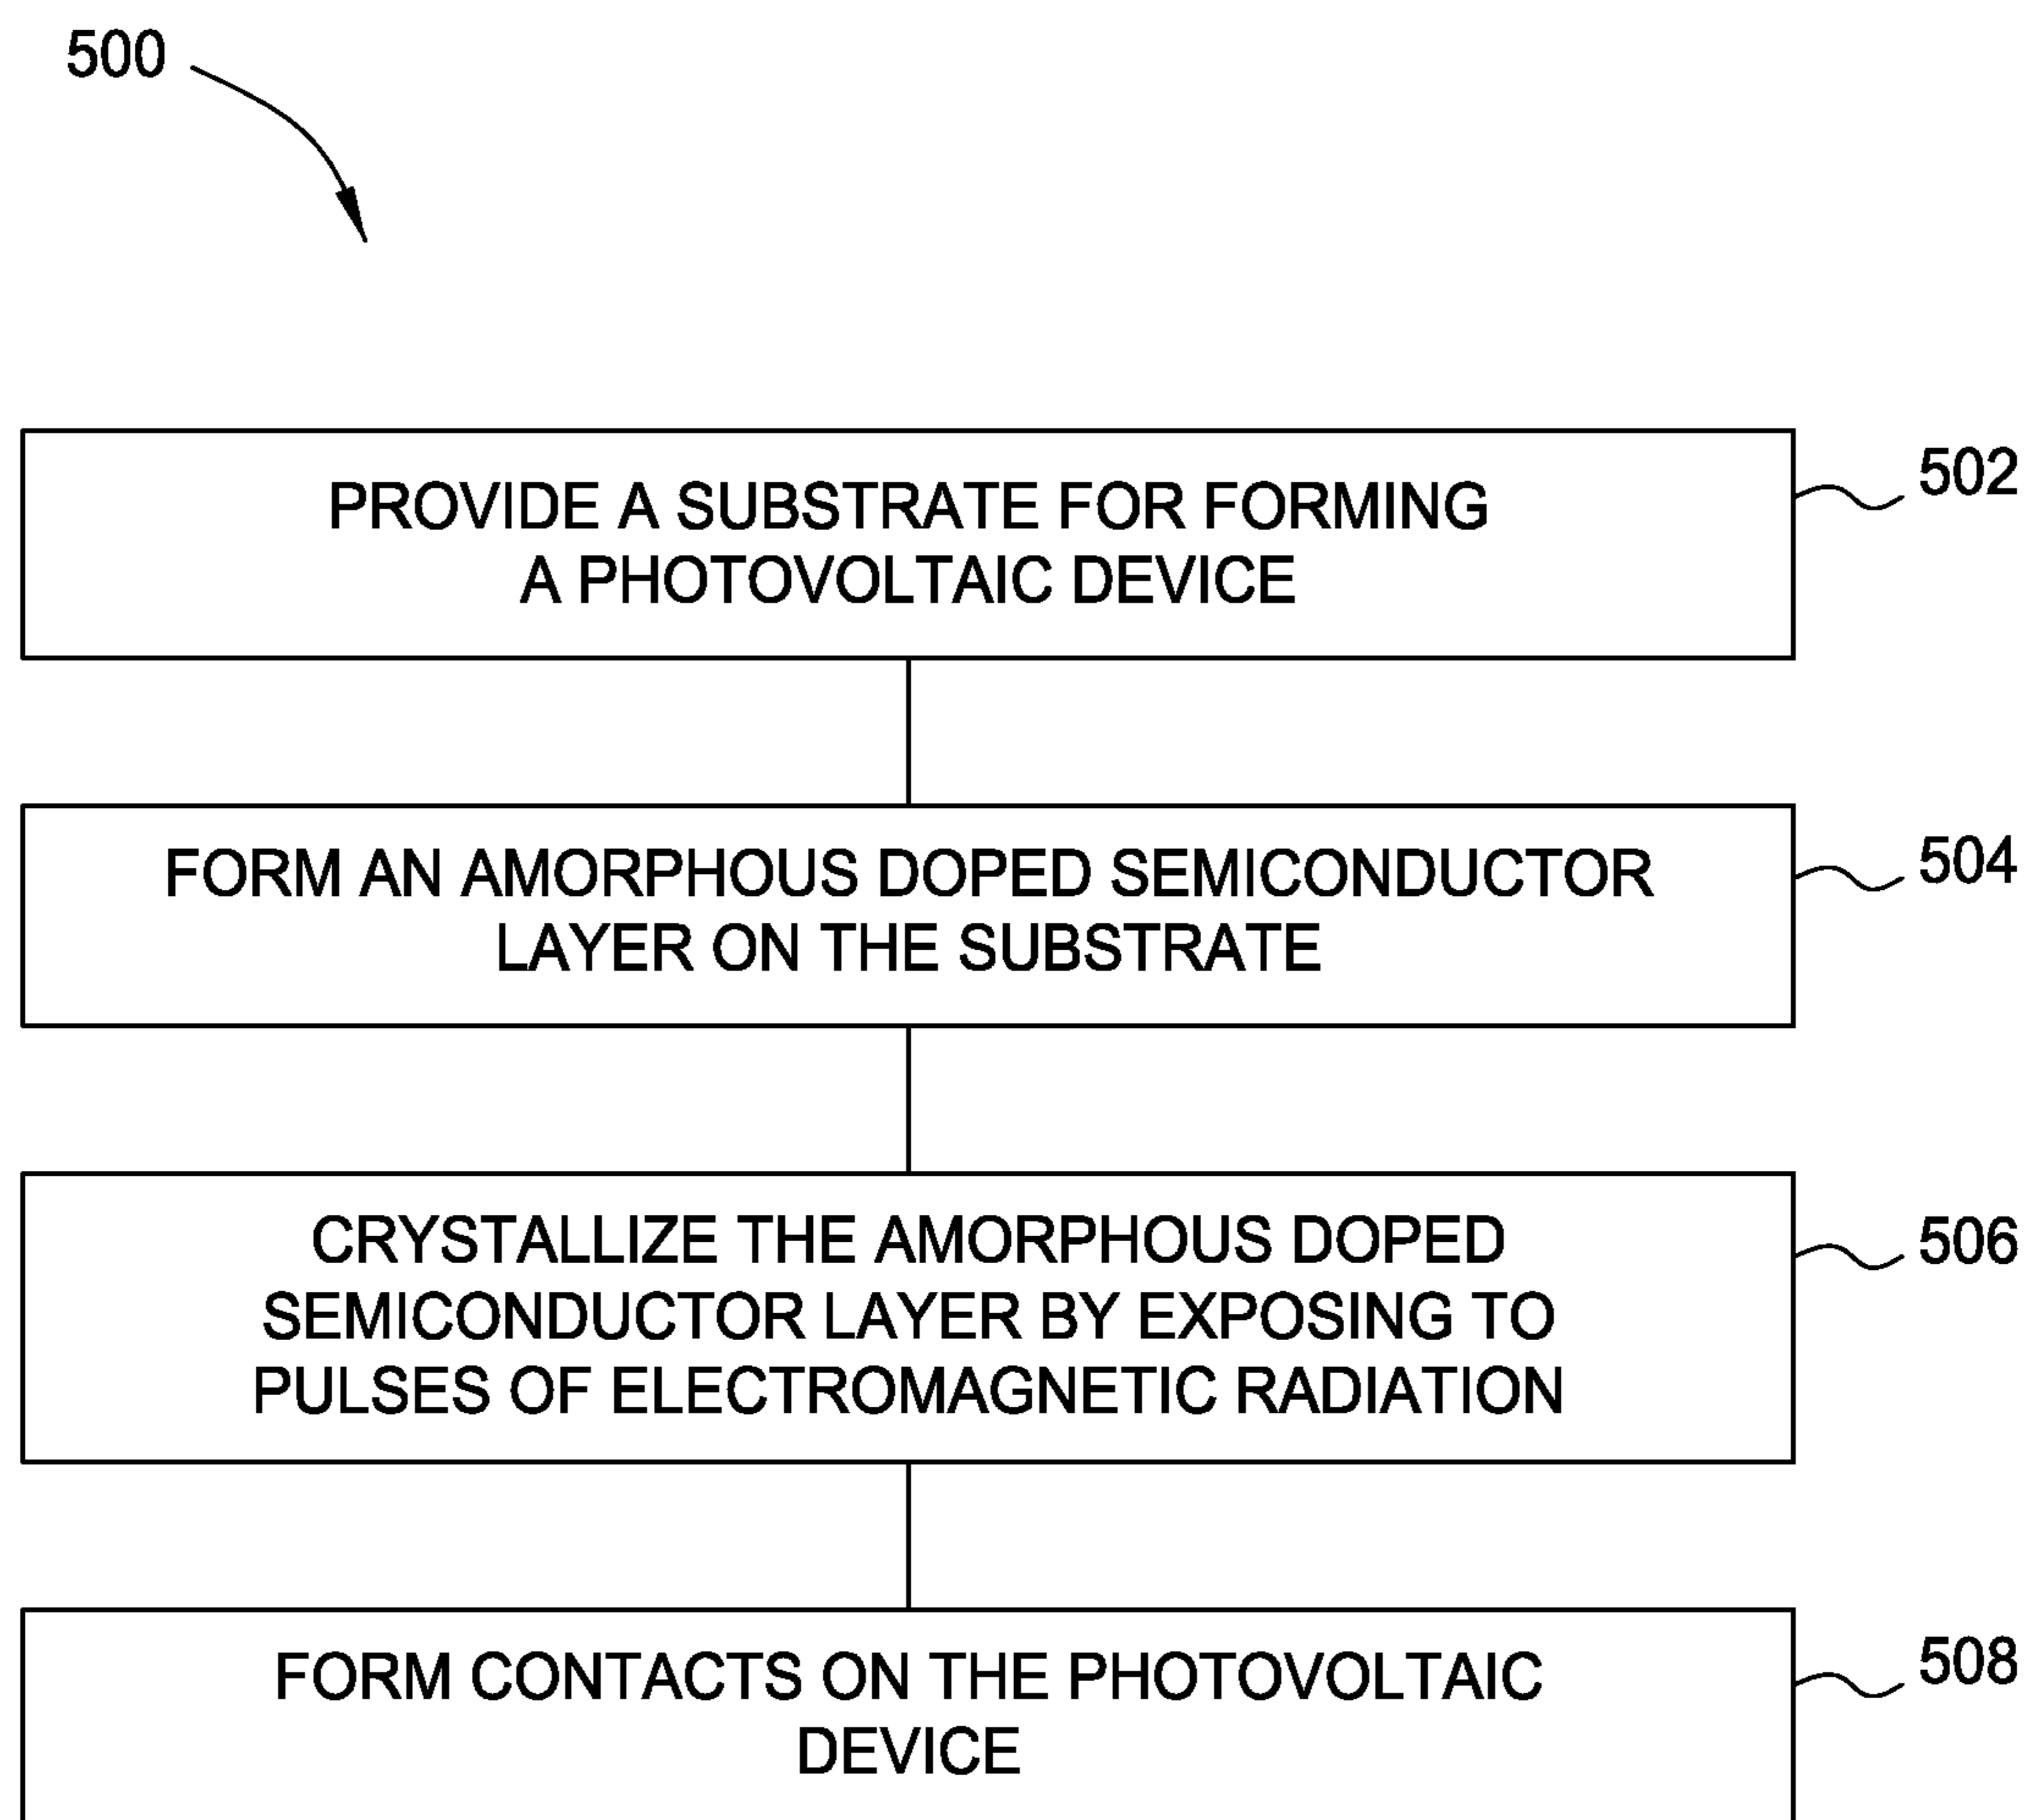 500
PROVIDE A SUBSTRATE FOR FORMING
A PHOTOVOLTAIC DEVICE
502
FORM AN AMORPHOUS DOPED SEMICONDUCTOR
LAYER ON THE SUBSTRATE
504
CRYSTALLIZE THE AMORPHOUS DOPED
SEMICONDUCTOR LAYER BY EXPOSING TO
PULSES OF ELECTROMAGNETIC RADIATION
506
FORM CONTACTS ON THE PHOTOVOLTAIC
DEVICE
508